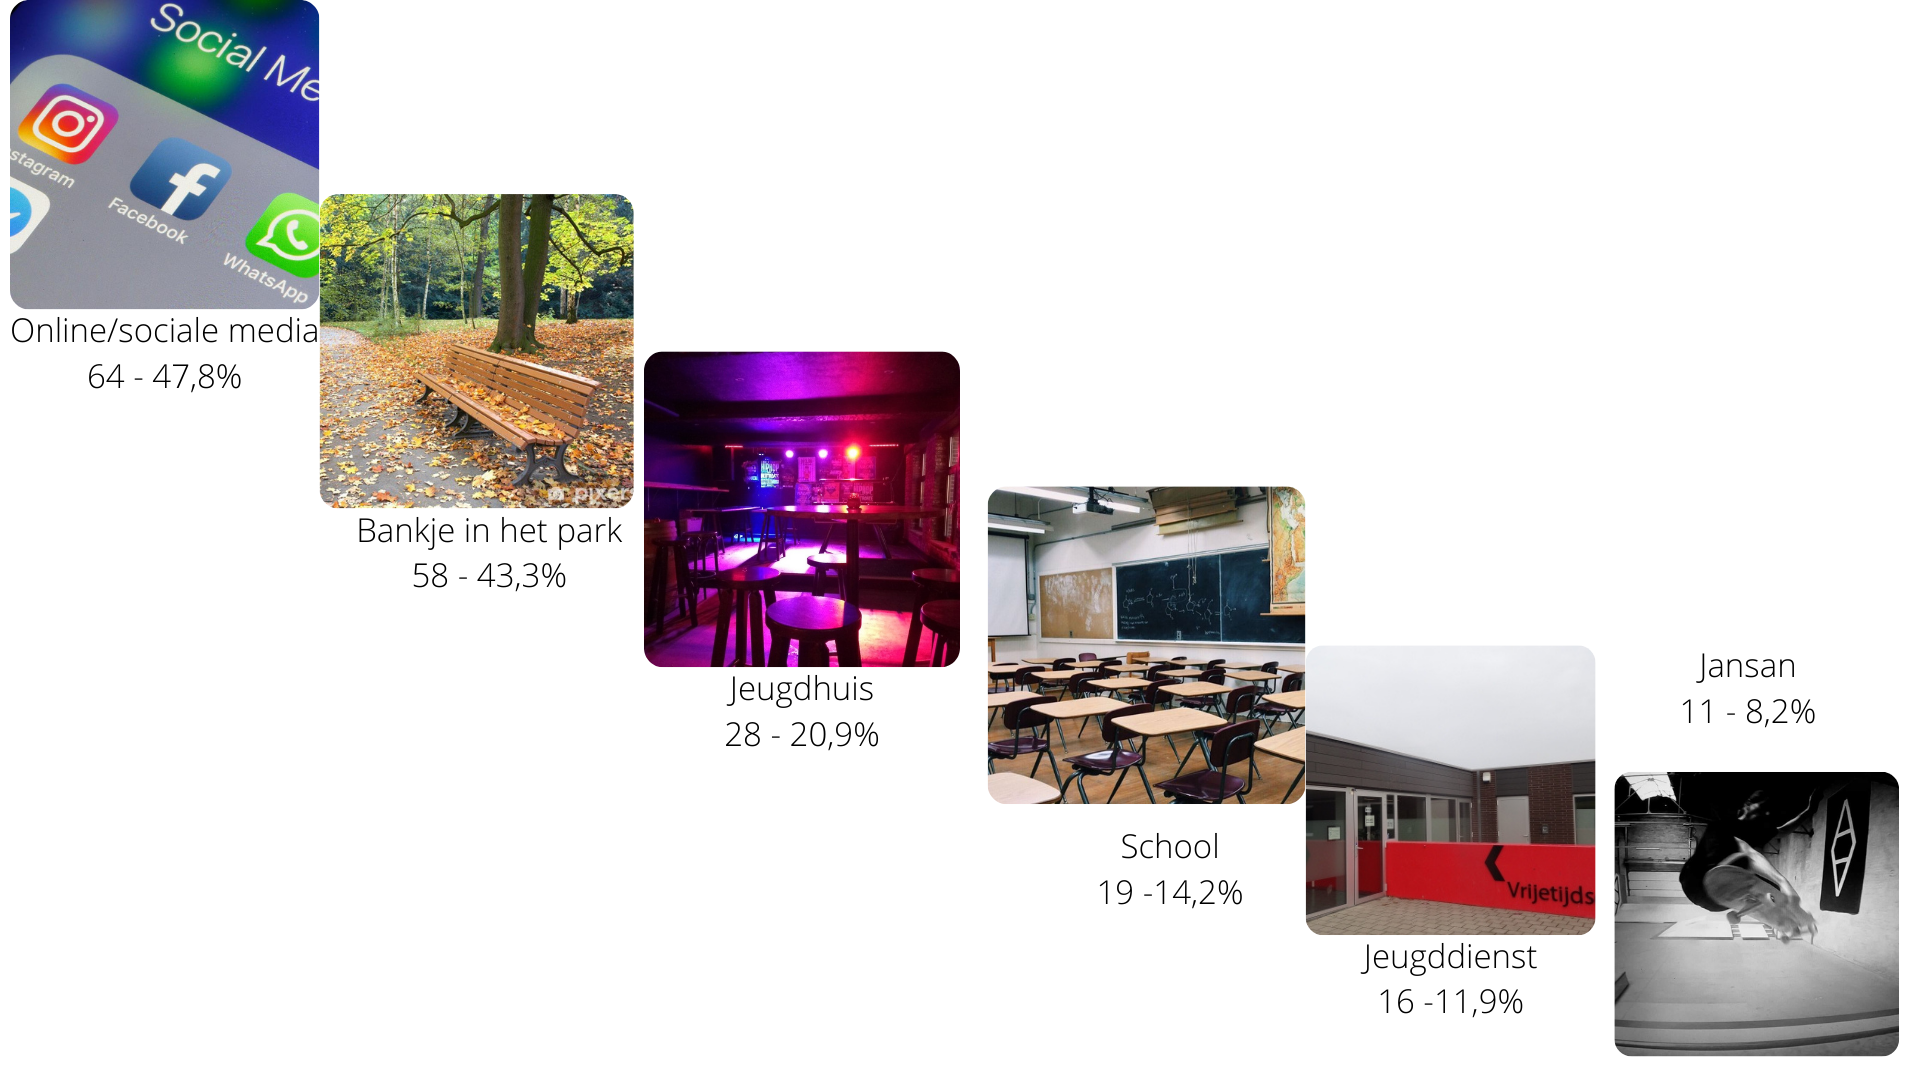 Social Me
stagram
Facebook
WhatsApp
Online/sociale media
64 - 47,8%
pixer
Bankje in het park
58 - 43,3%
Jeugdhuis
28 - 20,9%
School
19 -14,2%
Vrijetijds
Jeugddienst
16 -11,9%
Jansan
11 - 8,2%